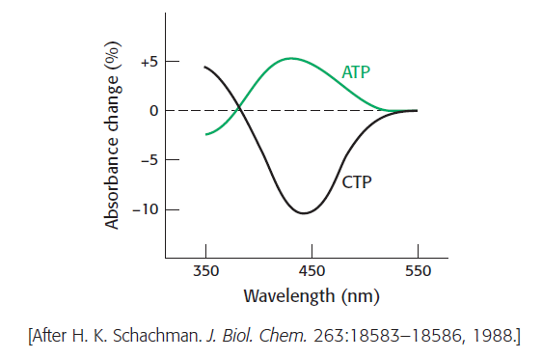 Absorbance change (%)
+5
0
−5
−10
ATP
CTP
350
450
550
Wavelength (nm)
[After H. K. Schachman. J. Biol. Chem. 263:18583–18586, 1988.]